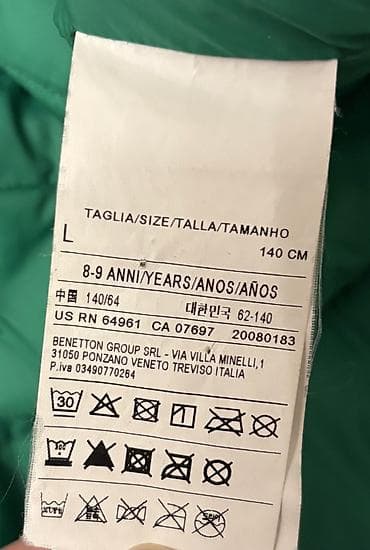 TAGLIA/SIZE/TALLA/TAMANHO
L 140 CM
8-9 ANNI/YEARS/ANOS/AÑOS
中国 140/64 대한민국 62-140
US RN 64961 CA 07697 20080183
BENETTON GROUP SRL - VIA VILLA MINELLI,1
31050 PONZANO VENETO TREVISO ITALIA
P.iva 03490770264
30